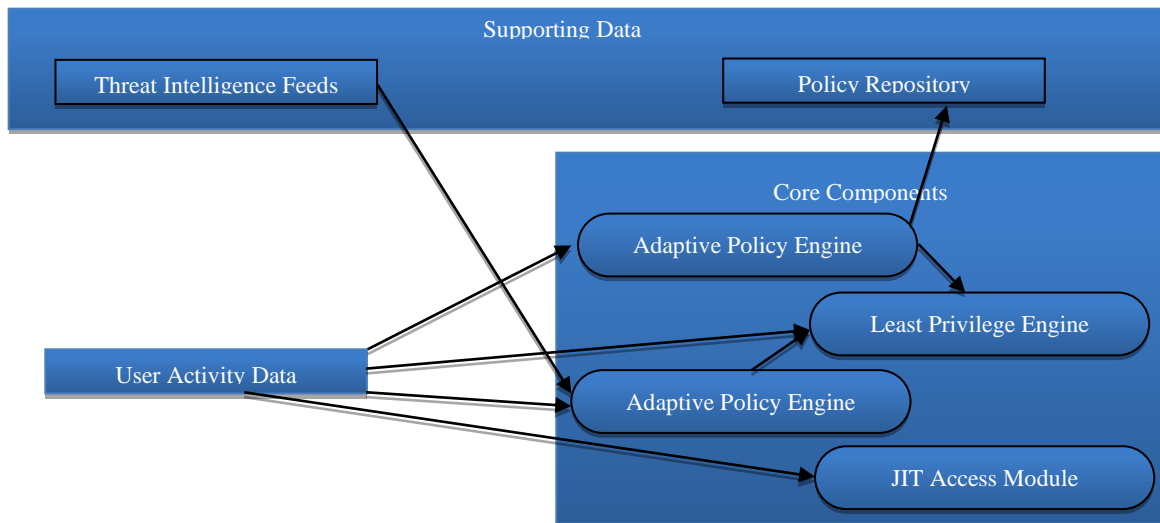 Supporting Data
Threat Intelligence Feeds
Policy Repository
Core Components
Adaptive Policy Engine
Least Privilege Engine
User Activity Data
Adaptive Policy Engine
JIT Access Module